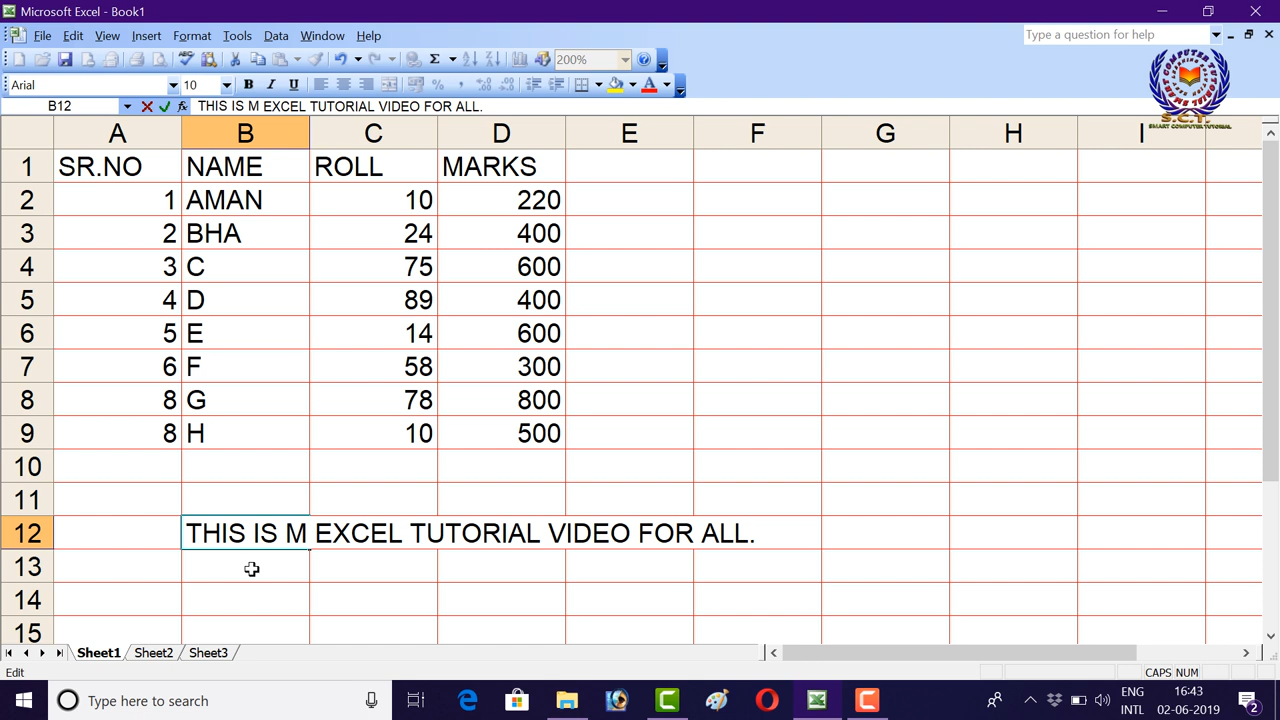 Microsoft Excel - Book1
File Edit View Insert Format Tools Data Window Help Type a question for help
200%
Arial 10 B I U
B12 THIS IS M EXCEL TUTORIAL VIDEO FOR ALL.
COMPUTER TUTORIAL
S.C.T.
SMART COMPUTER TUTORIAL
A B C D E F G H I
1 SR.NO NAME ROLL MARKS
2 1 AMAN 10 220
3 2 BHA 24 400
4 3 C 75 600
5 4 D 89 400
6 5 E 14 600
7 6 F 58 300
8 8 G 78 800
9 8 H 10 500
10
11
12 THIS IS M EXCEL TUTORIAL VIDEO FOR ALL.
13
14
15
Sheet1 Sheet2 Sheet3
Edit CAPS NUM
Type here to search ENG 16:43
INTL 02-06-2019 2